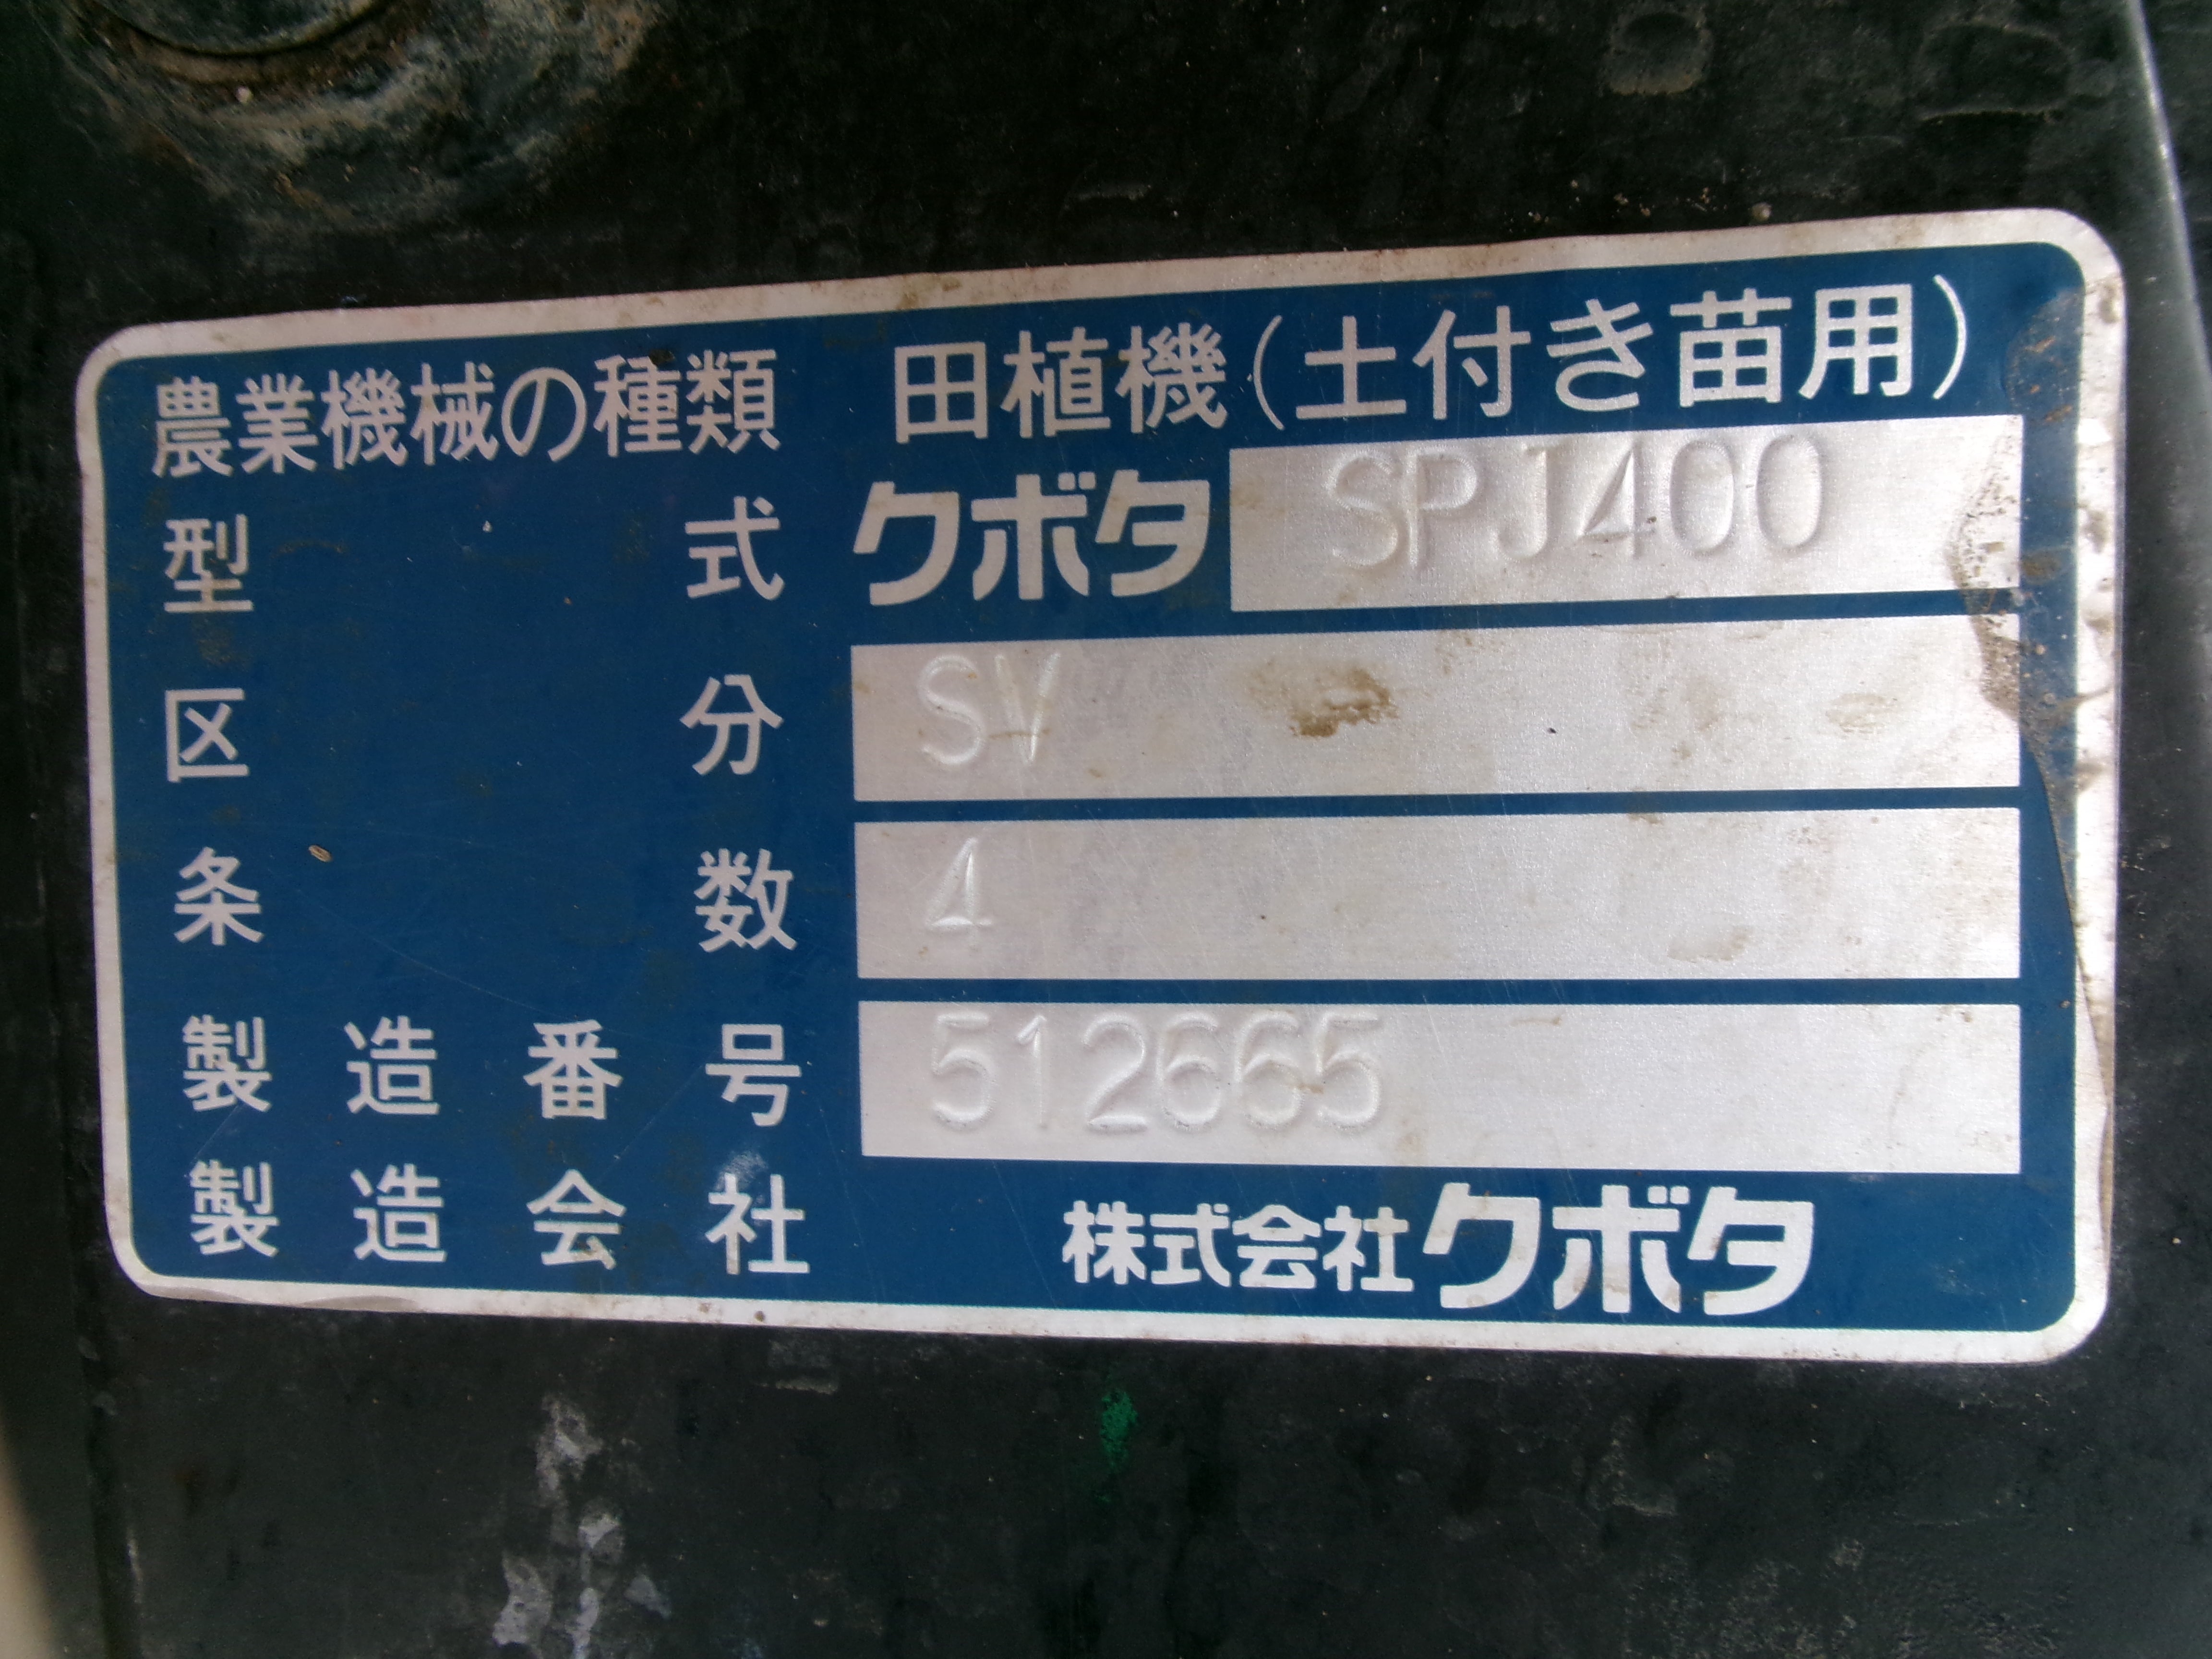 農業機械の種類 田植機(土付き苗用)
型式 クボタ SPJ400
区分 SV
条数 4
製造番号 512665
製造会社 株式会社クボタ